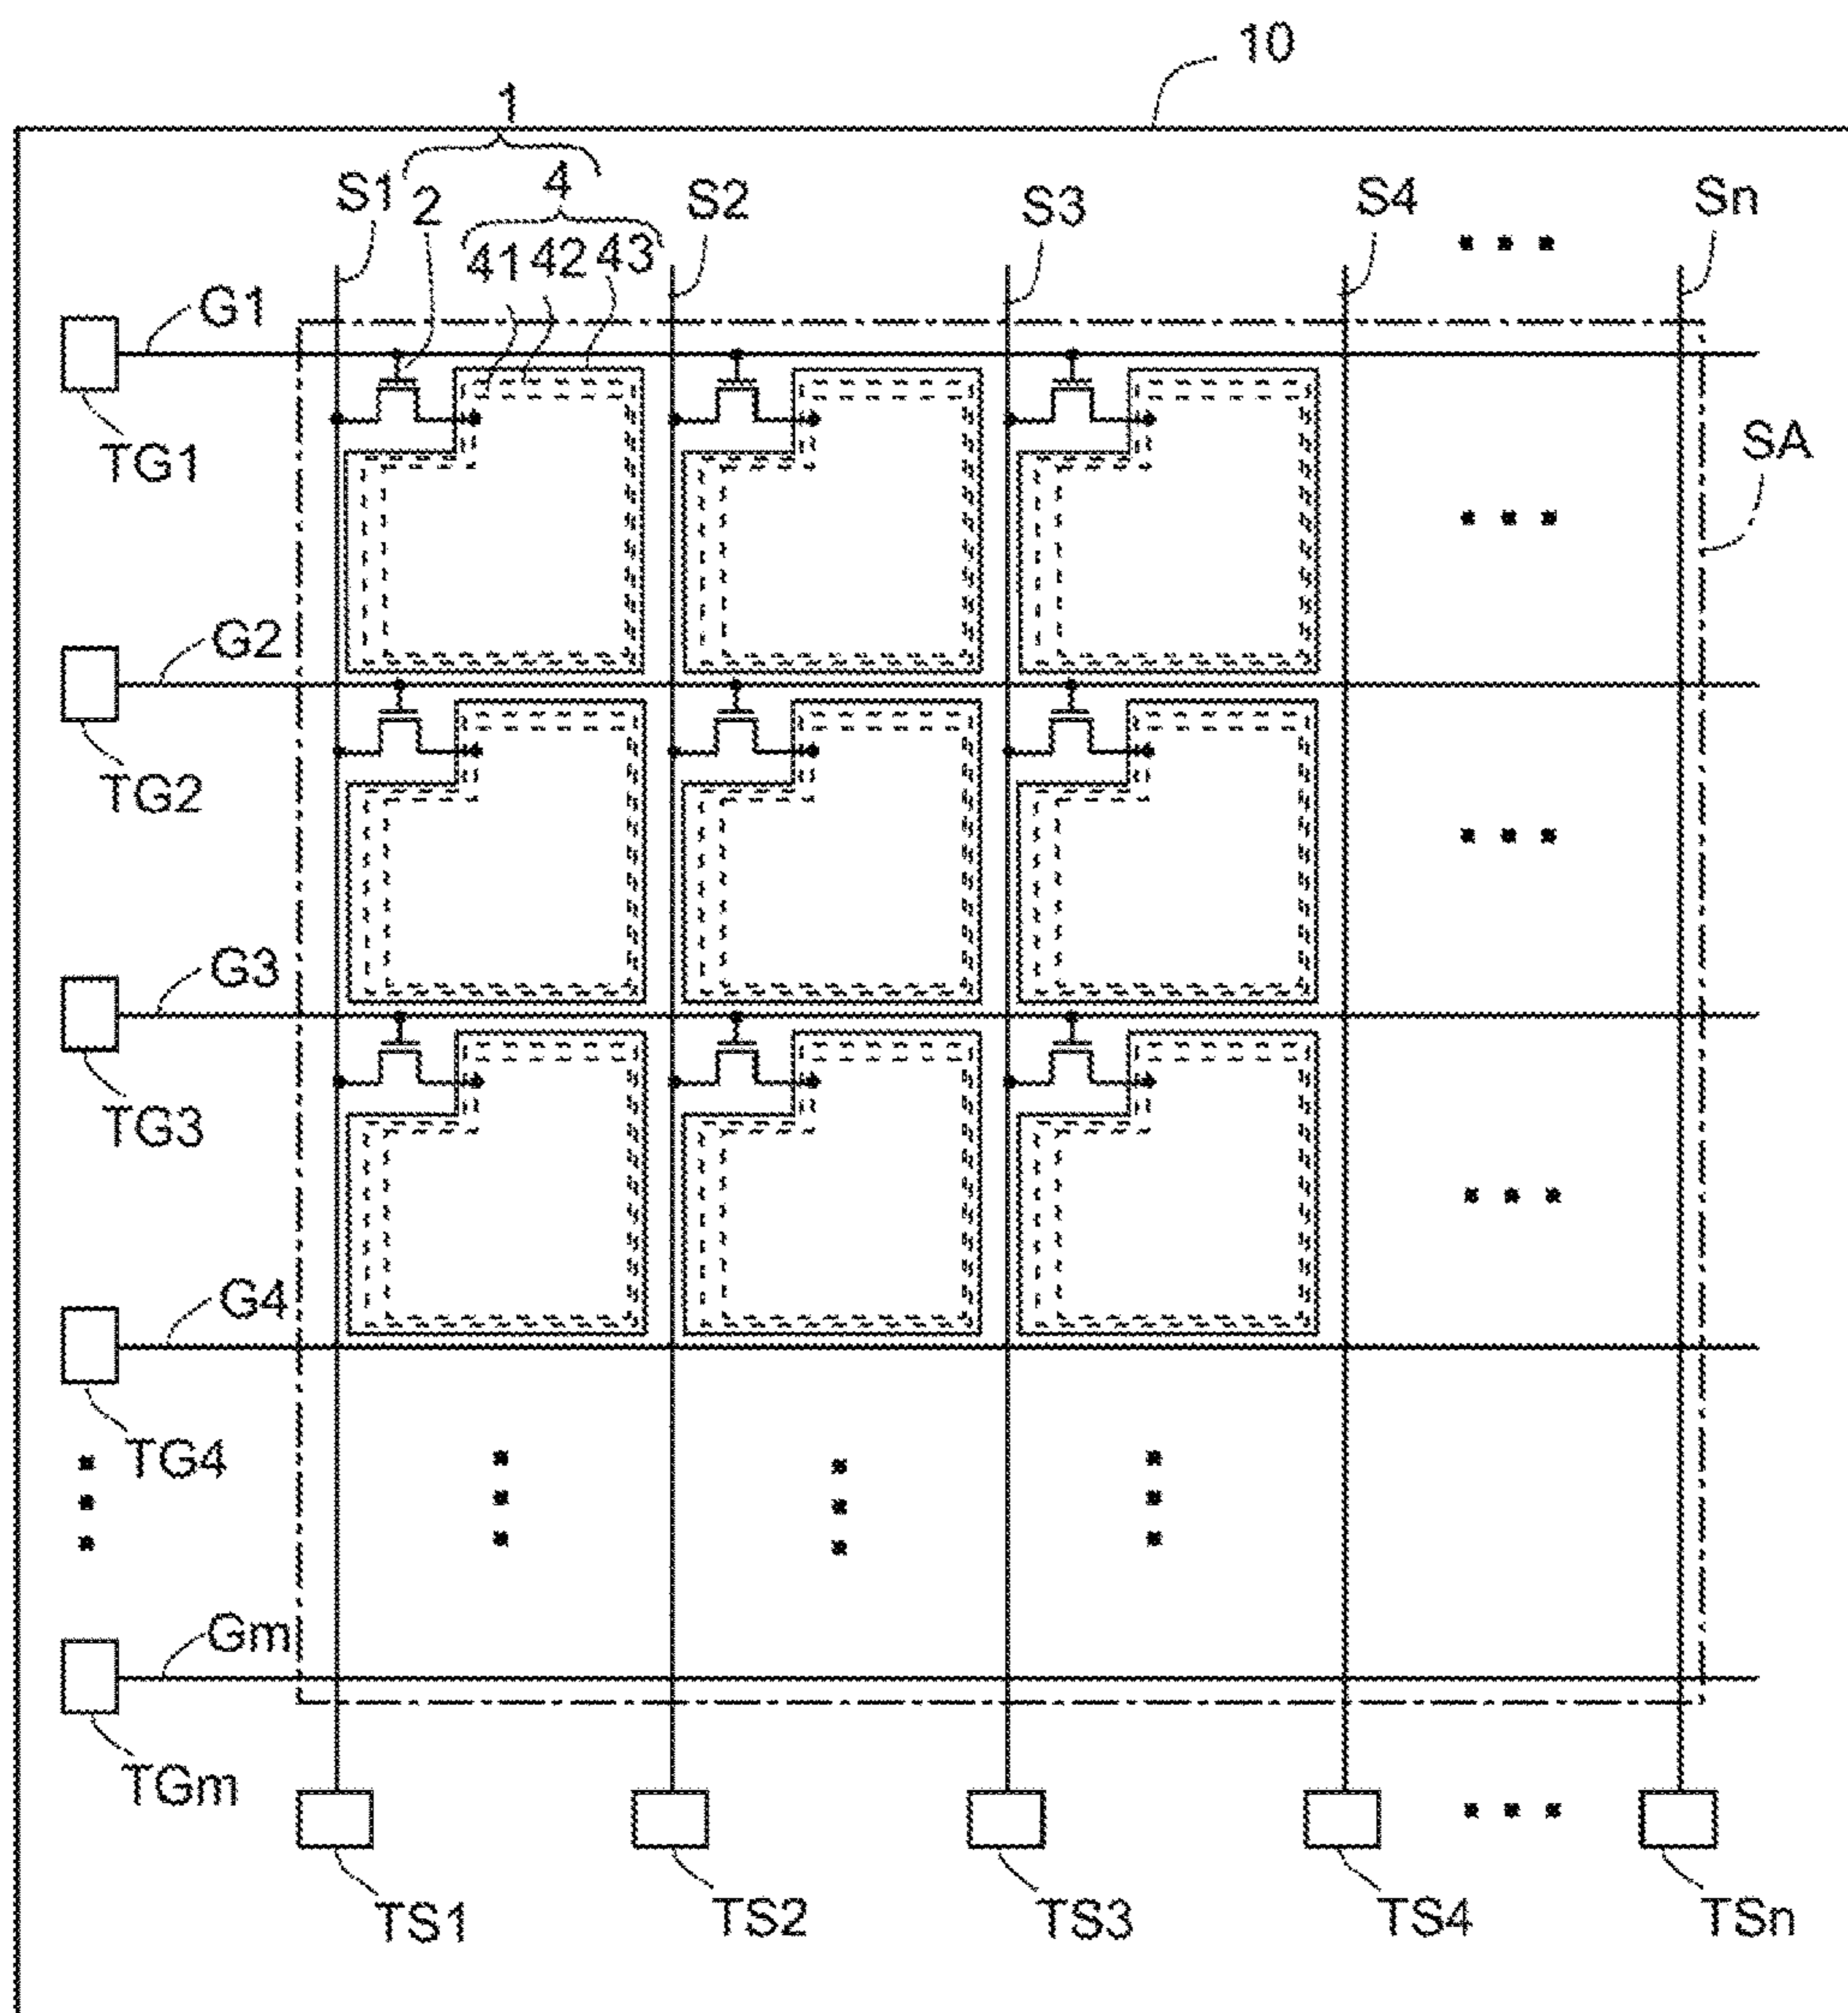 10
1
S1 2 4 S2 S3 S4 Sn
41 42 43
G1
TG1
SA
G2
TG2
G3
TG3
G4
TG4
Gm
TGm
TS1 TS2 TS3 TS4 TSn